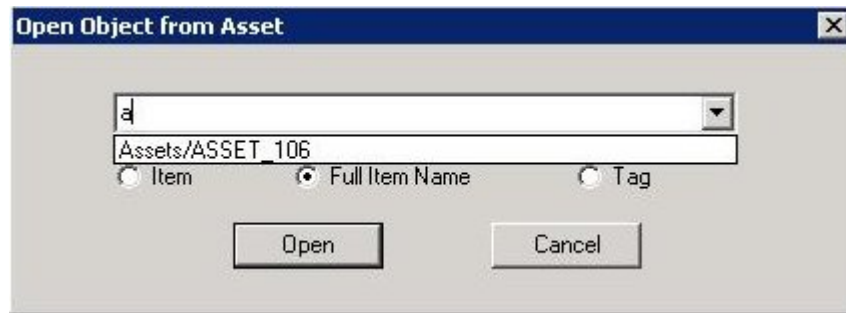 Open Object from Asset
a
Assets/ASSET_106
Item Full Item Name Tag
Open Cancel